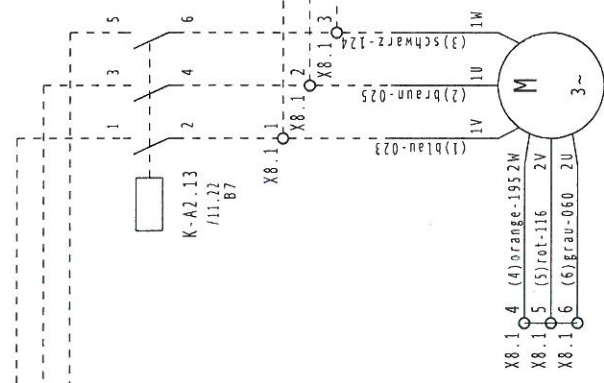 5 6
3 4
1 2
K-A2.13
/11.22
B7
X8.1 3
X8.1 2
X8.1 1
(3)schwarz-124
1W
(2)braun-025
1U
(1)blau-023
1V
M
3~
X8.1 4 (4)orange-195 2W
X8.1 5 (5)rot-116 2V
X8.1 6 (6)grau-060 2U